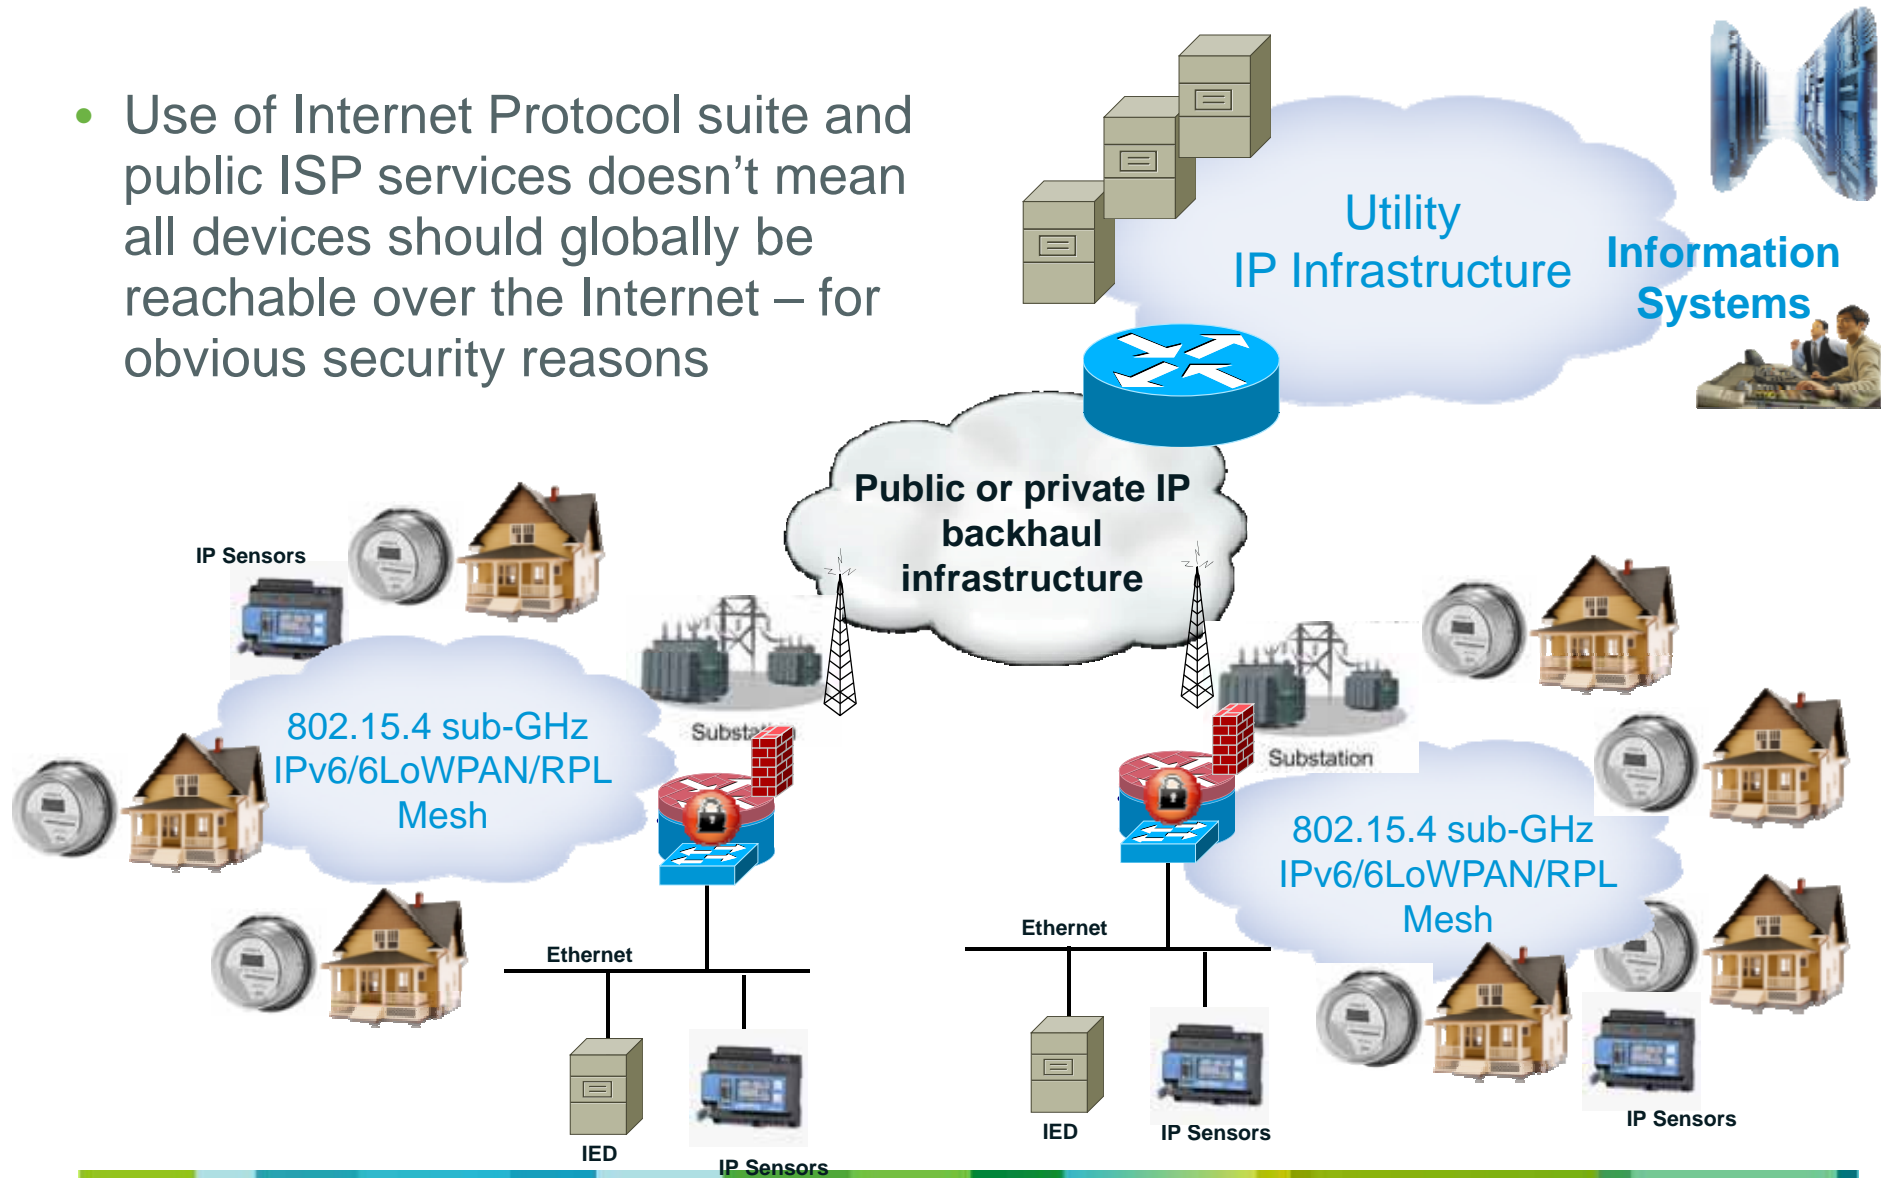 • Use of Internet Protocol suite and
public ISP services doesn't mean
all devices should globally be
reachable over the Internet – for
obvious security reasons
Utility
IP Infrastructure
Information
Systems
Public or private IP
backhaul
infrastructure
IP Sensors
802.15.4 sub-GHz
IPv6/6LoWPAN/RPL
Mesh
Substation
Ethernet
IED
IP Sensors
Substation
802.15.4 sub-GHz
IPv6/6LoWPAN/RPL
Mesh
Ethernet
IED
IP Sensors
IP Sensors